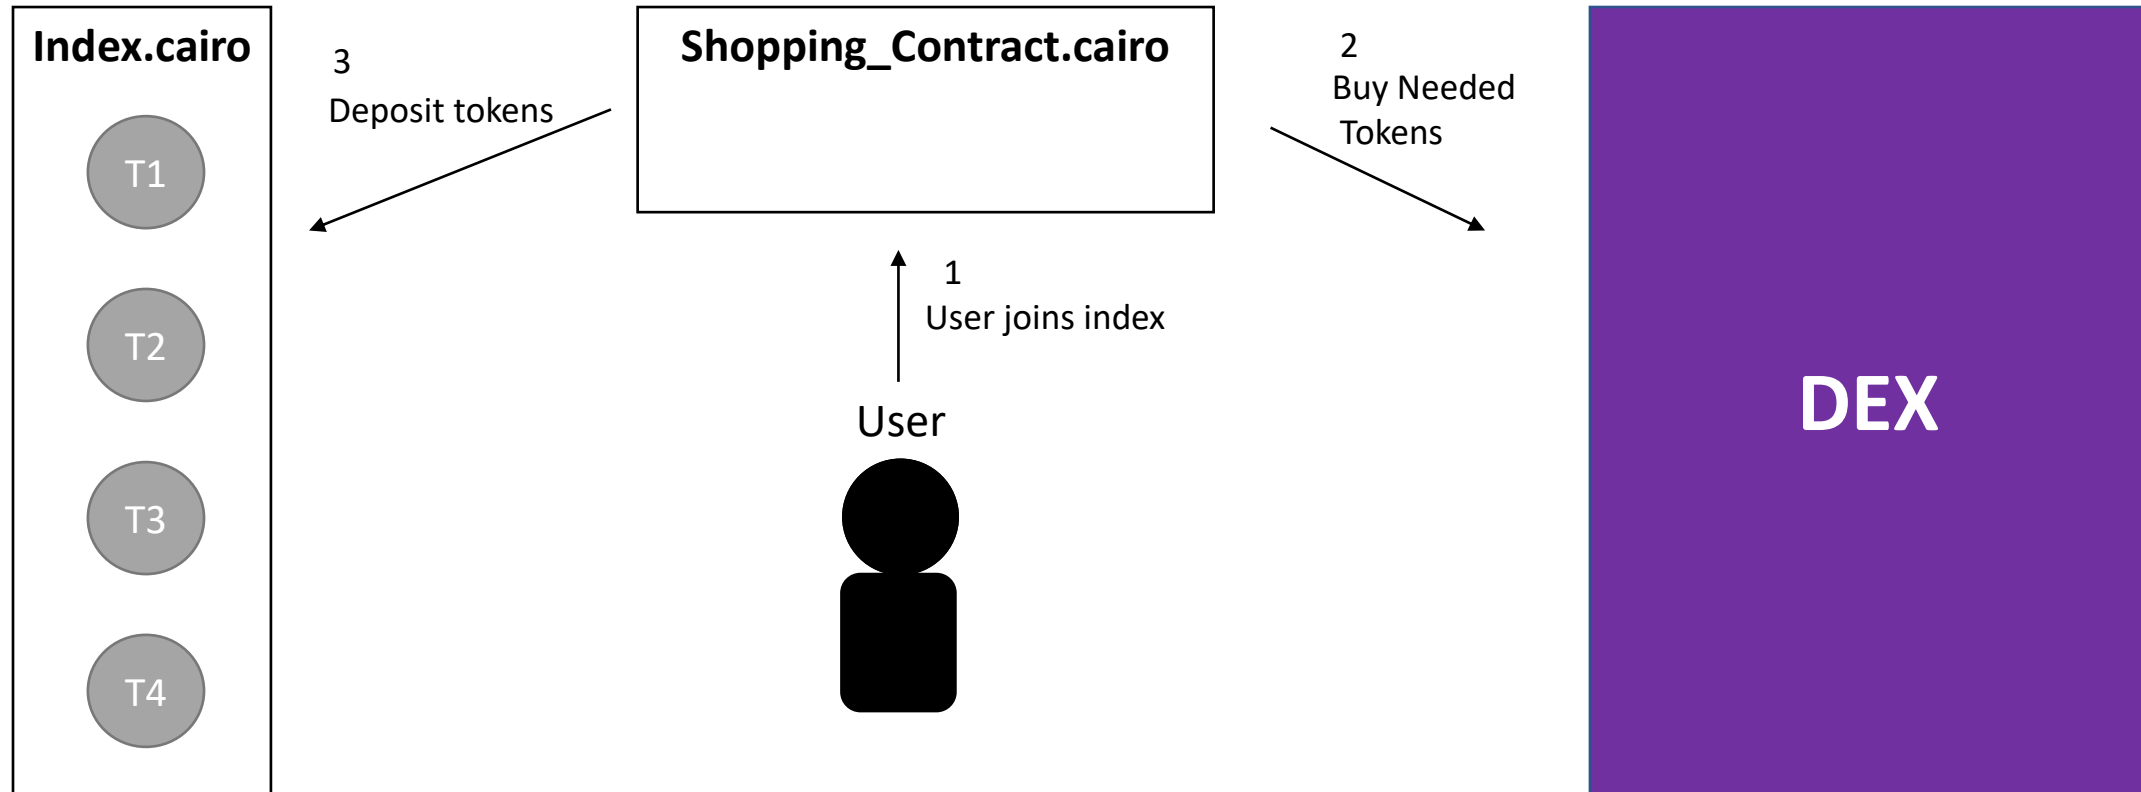 Index.cairo
T1
T2
T3
T4
3
Deposit tokens
Shopping_Contract.cairo
1
User joins index
User
2
Buy Needed
Tokens
DEX